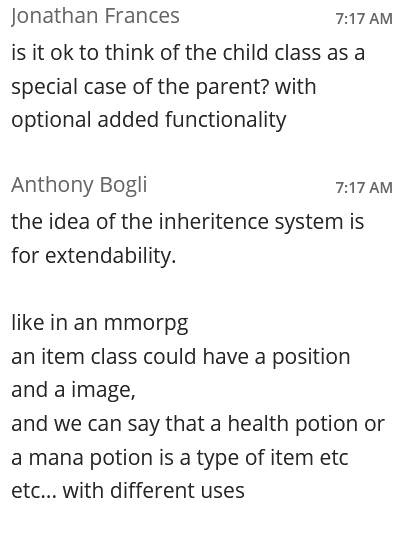 Jonathan Frances 7:17 AM
is it ok to think of the child class as a
special case of the parent? with
optional added functionality
Anthony Bogli 7:17 AM
the idea of the inheritence system is
for extendability.
like in an mmorpg
an item class could have a position
and a image,
and we can say that a health potion or
a mana potion is a type of item etc
etc... with different uses